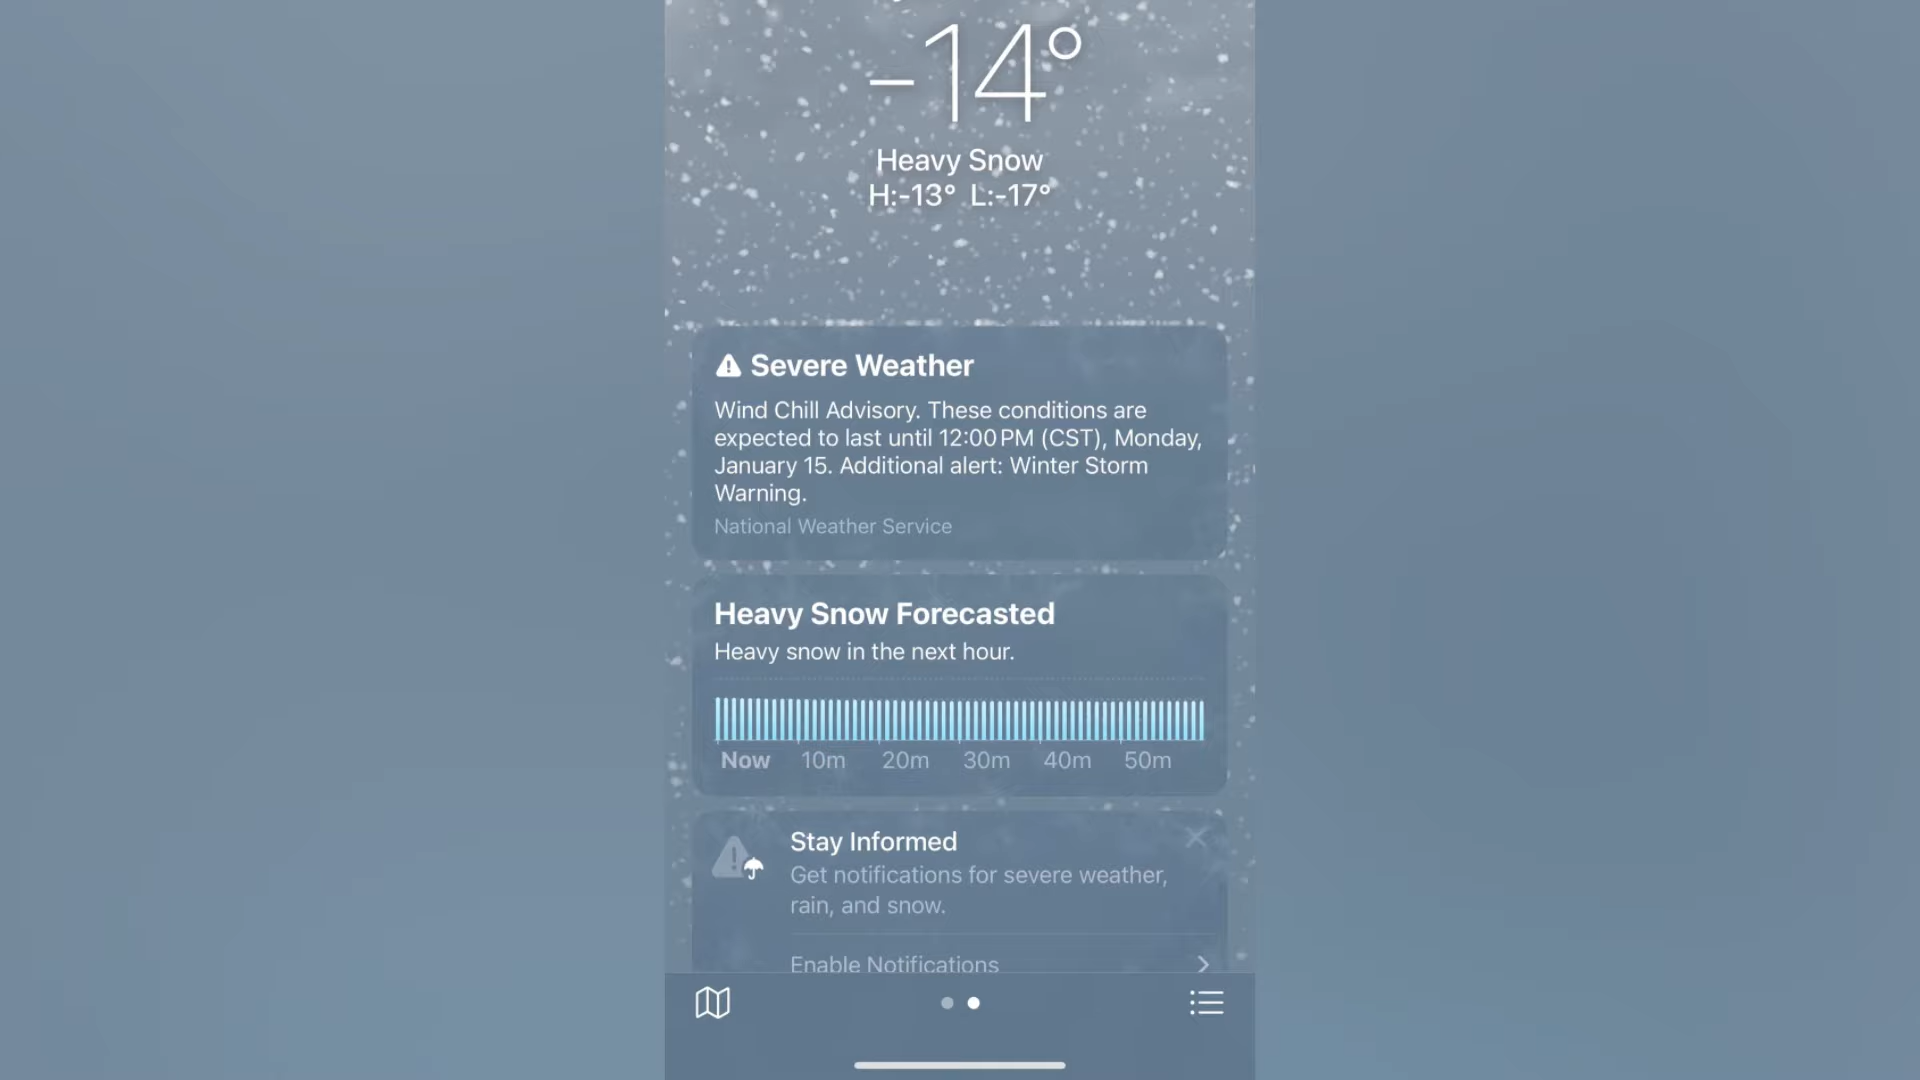 -14°
Heavy Snow
H:-13° L:-17°
Severe Weather
Wind Chill Advisory. These conditions are
expected to last until 12:00 PM (CST), Monday,
January 15. Additional alert: Winter Storm
Warning.
National Weather Service
Heavy Snow Forecasted
Heavy snow in the next hour.
Now 10m 20m 30m 40m 50m
Stay Informed
Get notifications for severe weather,
rain, and snow.
Enable Notifications